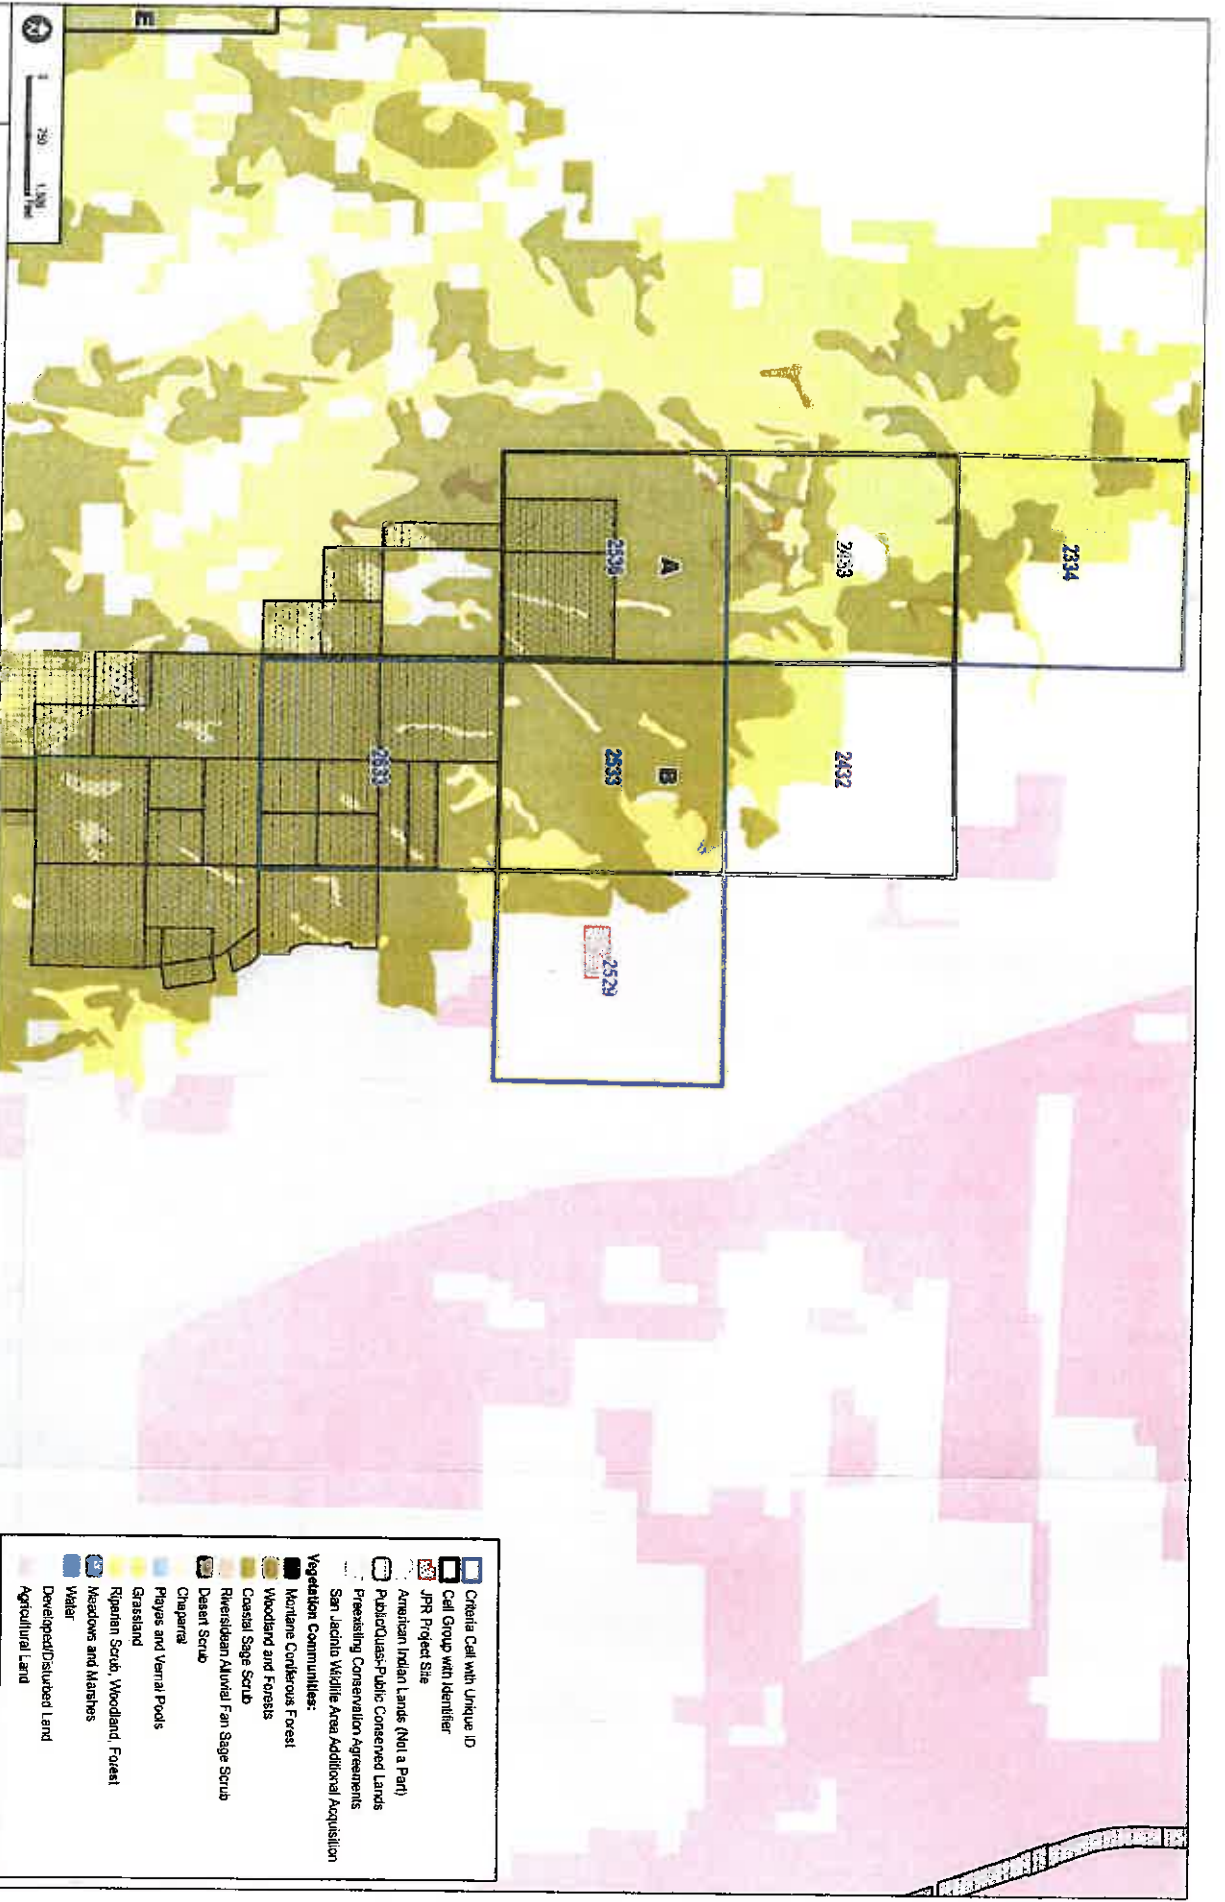 E
2334
2432
A
B
2536
2533
2529
2633
750
Feet
Criteria Cell with Unique ID
Cell Group with Identifier
JPR Project Site
American Indian Lands (Not a Part)
Public/Quasi-Public Conserved Lands
Preexisting Conservation Agreements
San Jacinto Wildlife Area Additional Acquisition
Vegetation Communities:
Montane Coniferous Forest
Woodland and Forests
Coastal Sage Scrub
Riversidean Alluvial Fan Sage Scrub
Desert Scrub
Chaparral
Playas and Vernal Pools
Grassland
Riparian Scrub, Woodland, Forest
Meadows and Marshes
Water
Developed/Disturbed Land
Agricultural Land